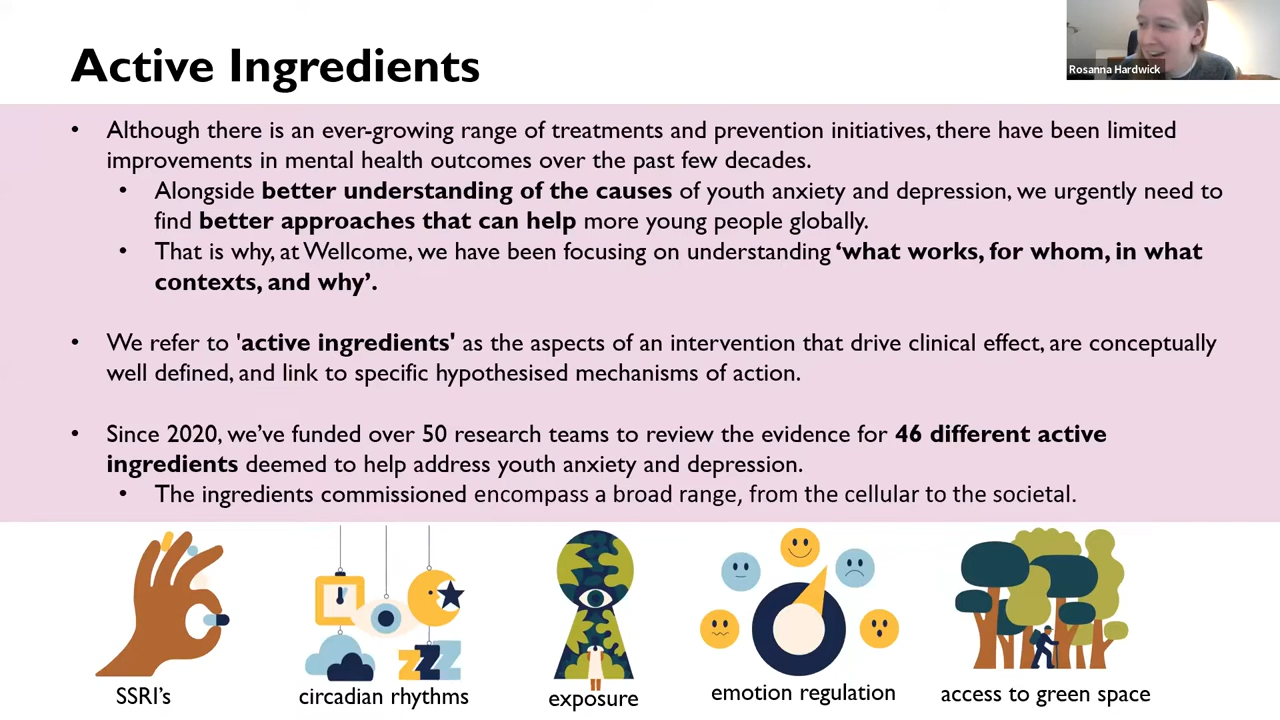 Active Ingredients
Rosanna Hardwick
• Although there is an ever-growing range of treatments and prevention initiatives, there have been limited
improvements in mental health outcomes over the past few decades.
• Alongside better understanding of the causes of youth anxiety and depression, we urgently need to
find better approaches that can help more young people globally.
• That is why, at Wellcome, we have been focusing on understanding ‘what works, for whom, in what
contexts, and why’.
• We refer to 'active ingredients' as the aspects of an intervention that drive clinical effect, are conceptually
well defined, and link to specific hypothesised mechanisms of action.
• Since 2020, we’ve funded over 50 research teams to review the evidence for 46 different active
ingredients deemed to help address youth anxiety and depression.
• The ingredients commissioned encompass a broad range, from the cellular to the societal.
zzz
SSRI’s
circadian rhythms
exposure
emotion regulation
access to green space